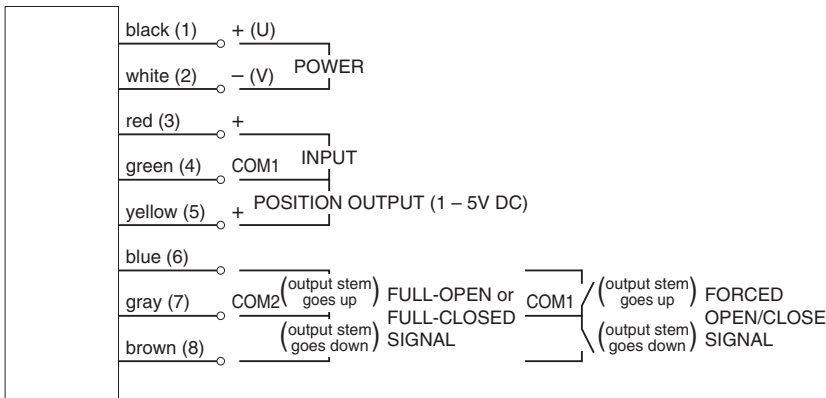 black (1) + (U)
POWER
white (2) – (V)
red (3) +
INPUT
green (4) COM1
POSITION OUTPUT (1 – 5V DC)
yellow (5) +
blue (6)
(output stem goes up) FULL-OPEN or
gray (7) COM2
FULL-CLOSED
(output stem goes down) SIGNAL
brown (8)
COM1
(output stem goes up) FORCED
OPEN/CLOSE
(output stem goes down) SIGNAL